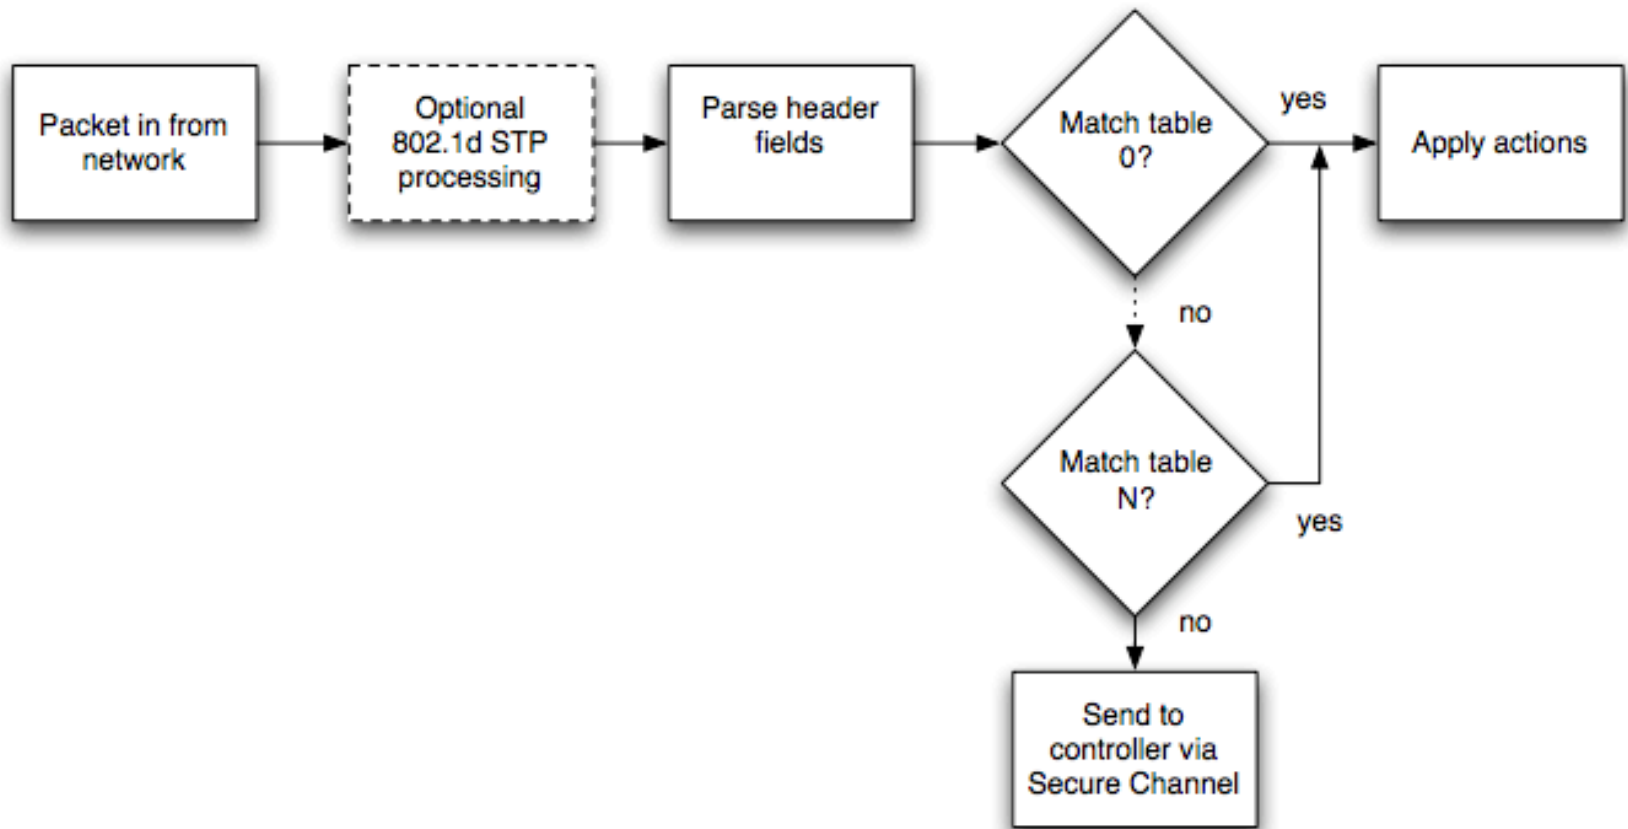 Packet in from
network
Optional
802.1d STP
processing
Parse header
fields
Match table
0?
yes
Apply actions
no
Match table
N?
yes
no
Send to
controller via
Secure Channel